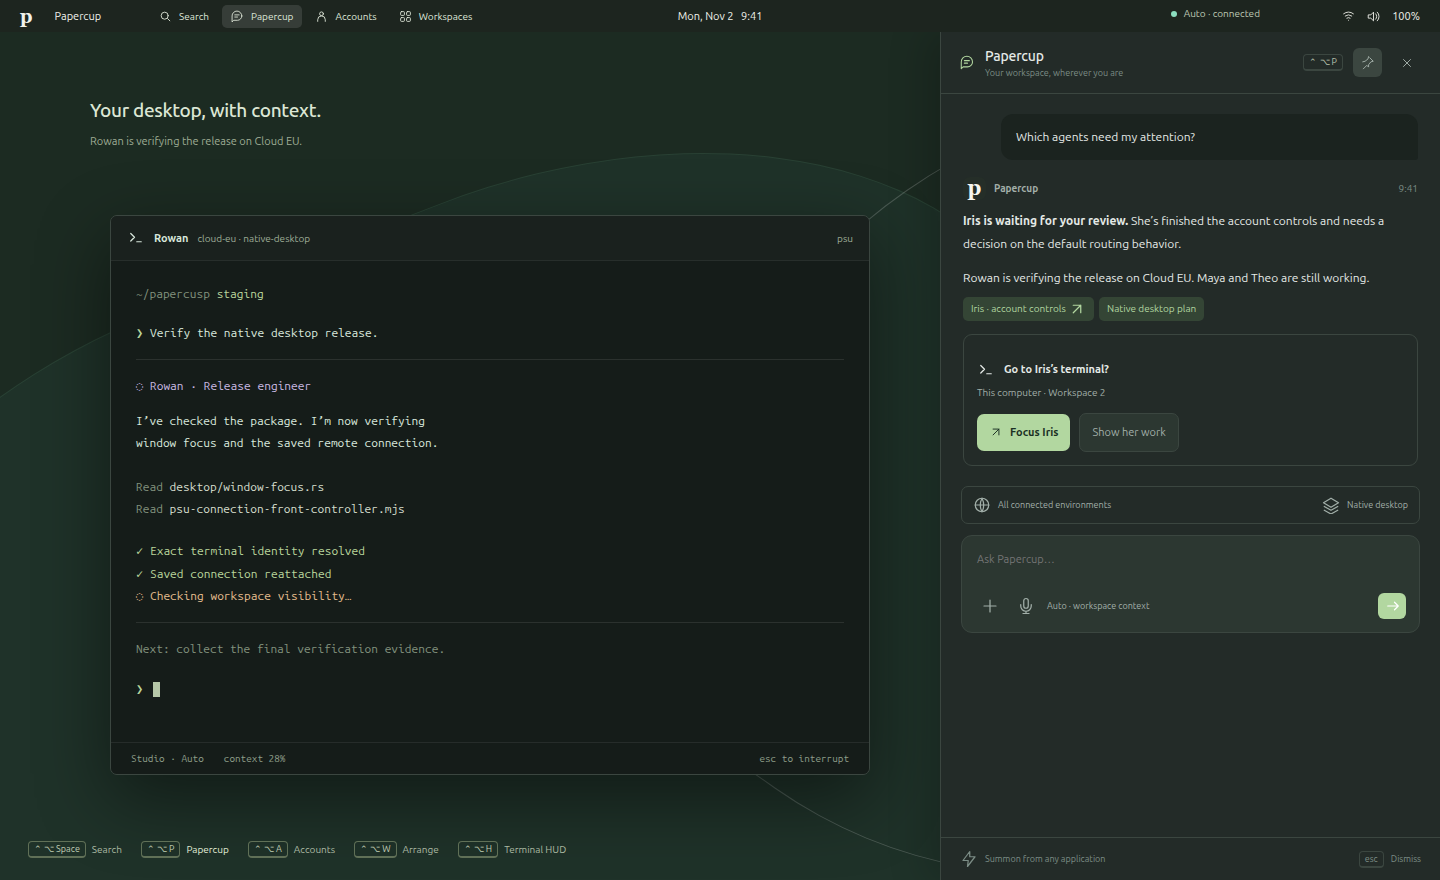 p Papercup Search Papercup Accounts Workspaces Mon, Nov 2 9:41 Auto · connected 100%
Your desktop, with context.
Rowan is verifying the release on Cloud EU.
>_ Rowan cloud-eu · native-desktop psu
~/papercusp staging
❯ Verify the native desktop release.
◌ Rowan · Release engineer
I’ve checked the package. I’m now verifying
window focus and the saved remote connection.
Read desktop/window-focus.rs
Read psu-connection-front-controller.mjs
✓ Exact terminal identity resolved
✓ Saved connection reattached
◌ Checking workspace visibility…
Next: collect the final verification evidence.
❯
Studio · Auto context 28% esc to interrupt
⌃⌥Space Search ⌃⌥P Papercup ⌃⌥A Accounts ⌃⌥W Arrange ⌃⌥H Terminal HUD
Papercup ⌃⌥P
Your workspace, wherever you are
Which agents need my attention?
p Papercup 9:41
Iris is waiting for your review. She’s finished the account controls and needs a
decision on the default routing behavior.
Rowan is verifying the release on Cloud EU. Maya and Theo are still working.
Iris · account controls Native desktop plan
>_ Go to Iris’s terminal?
This computer · Workspace 2
Focus Iris Show her work
All connected environments Native desktop
Ask Papercup…
Auto · workspace context
Summon from any application esc Dismiss